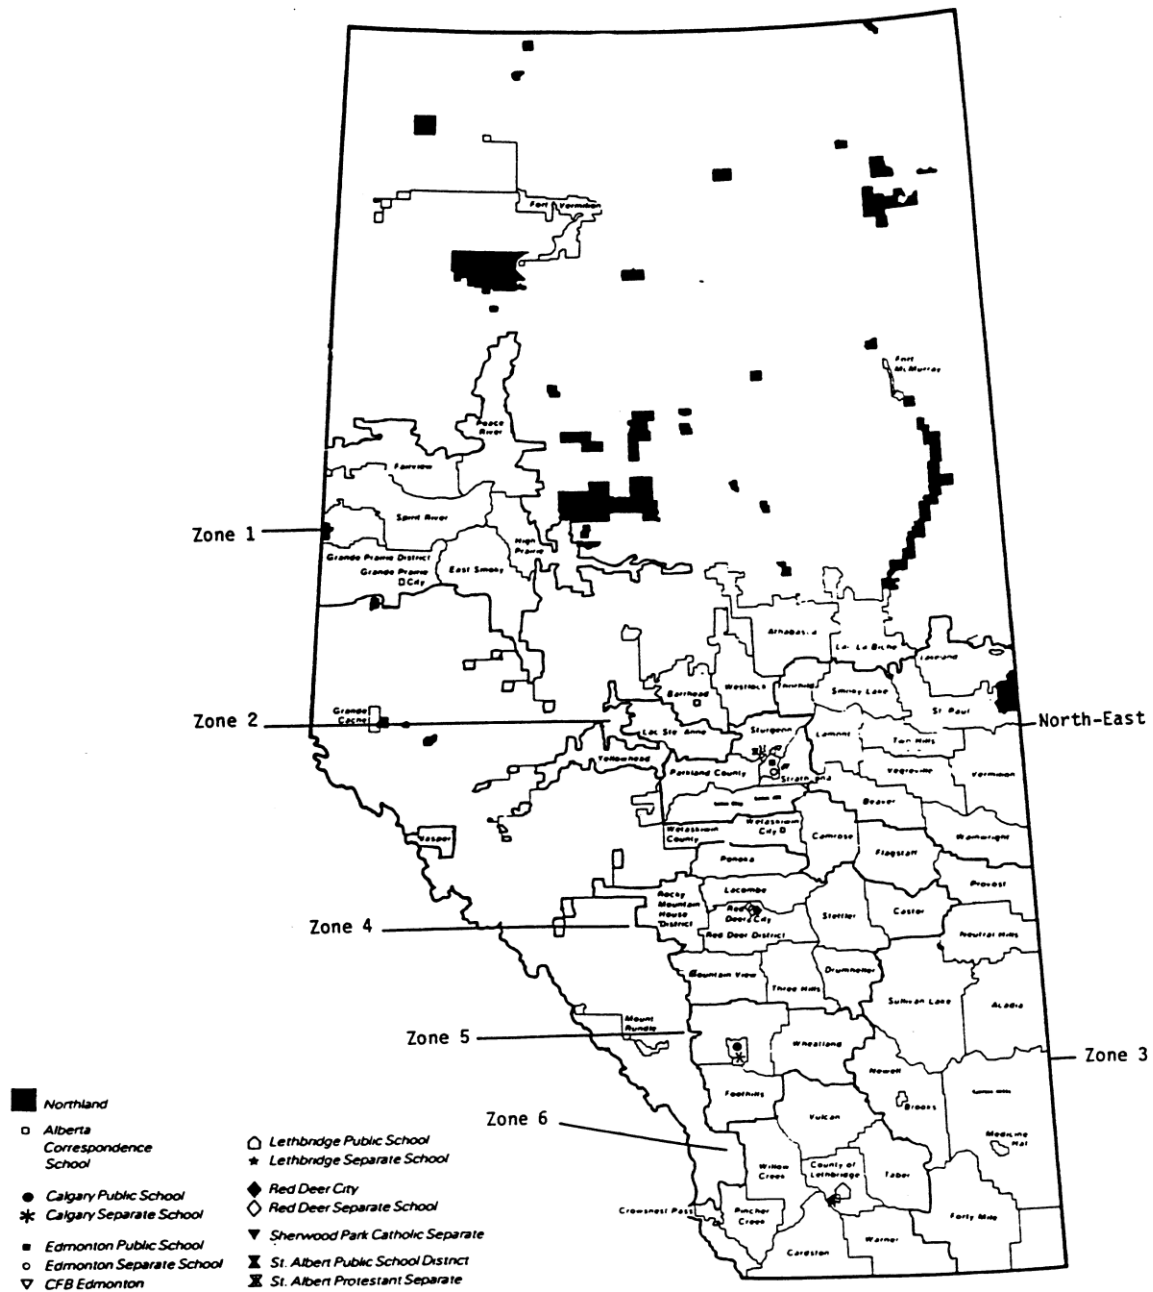 Fort Vermilion
Fort
McMurray
Peace
River
Fairview
Spirit River
Zone 1
High
Prairie
Grande Prairie District
Grande Prairie
City
East Smoky
Athabasca
Lac La Biche
Lakeland
Barrhead
Westlock
Thorhild
Smoky Lake
St. Paul
Grande
Cache
Zone 2
North-East
Lac Ste. Anne
Sturgeon
Lamont
Two Hills
Yellowhead
Parkland County
Strathcona
Vegreville
Vermilion
Beaver
Jasper
Wetaskiwin
County
Wetaskiwin
City
Camrose
Flagstaff
Wainwright
Ponoka
Provost
Rocky
Mountain
House
District
Lacombe
Red
Deer City
Red Deer District
Stettler
Castor
Neutral Hills
Zone 4
Mountain View
Three Hills
Drumheller
Sullivan Lake
Acadia
Mount
Rundle
Zone 5
Wheatland
Zone 3
Newell
Brooks
Foothills
Vulcan
Zone 6
Medicine
Hat
Willow
Creek
County of
Lethbridge
Taber
Crowsnest Pass
Pincher
Creek
Forty Mile
Cardston
Warner
Northland
Alberta
Correspondence
School
Calgary Public School
Calgary Separate School
Edmonton Public School
Edmonton Separate School
CFB Edmonton
Lethbridge Public School
Lethbridge Separate School
Red Deer City
Red Deer Separate School
Sherwood Park Catholic Separate
St. Albert Public School District
St. Albert Protestant Separate